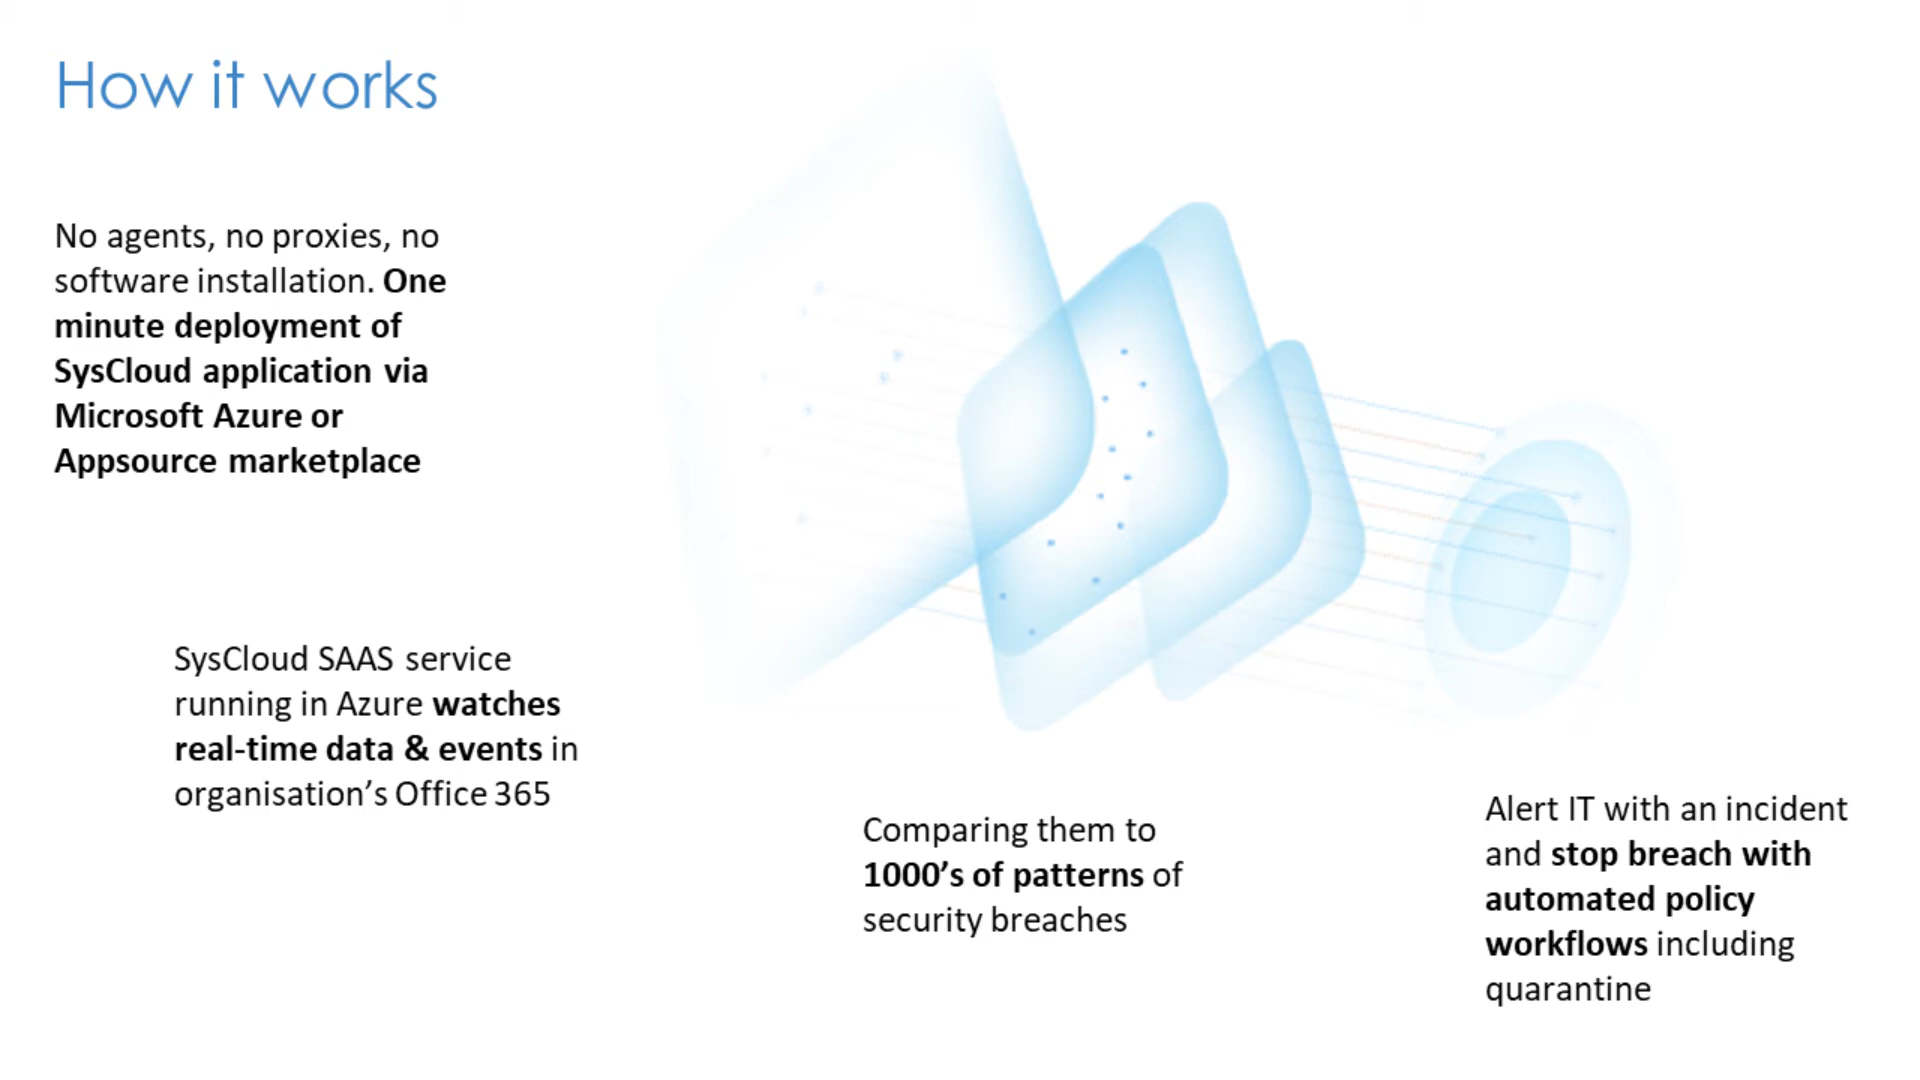 How it works
No agents, no proxies, no
software installation. One
minute deployment of
SysCloud application via
Microsoft Azure or
Appsource marketplace
SysCloud SAAS service
running in Azure watches
real-time data & events in
organisation’s Office 365
Comparing them to
1000’s of patterns of
security breaches
Alert IT with an incident
and stop breach with
automated policy
workflows including
quarantine